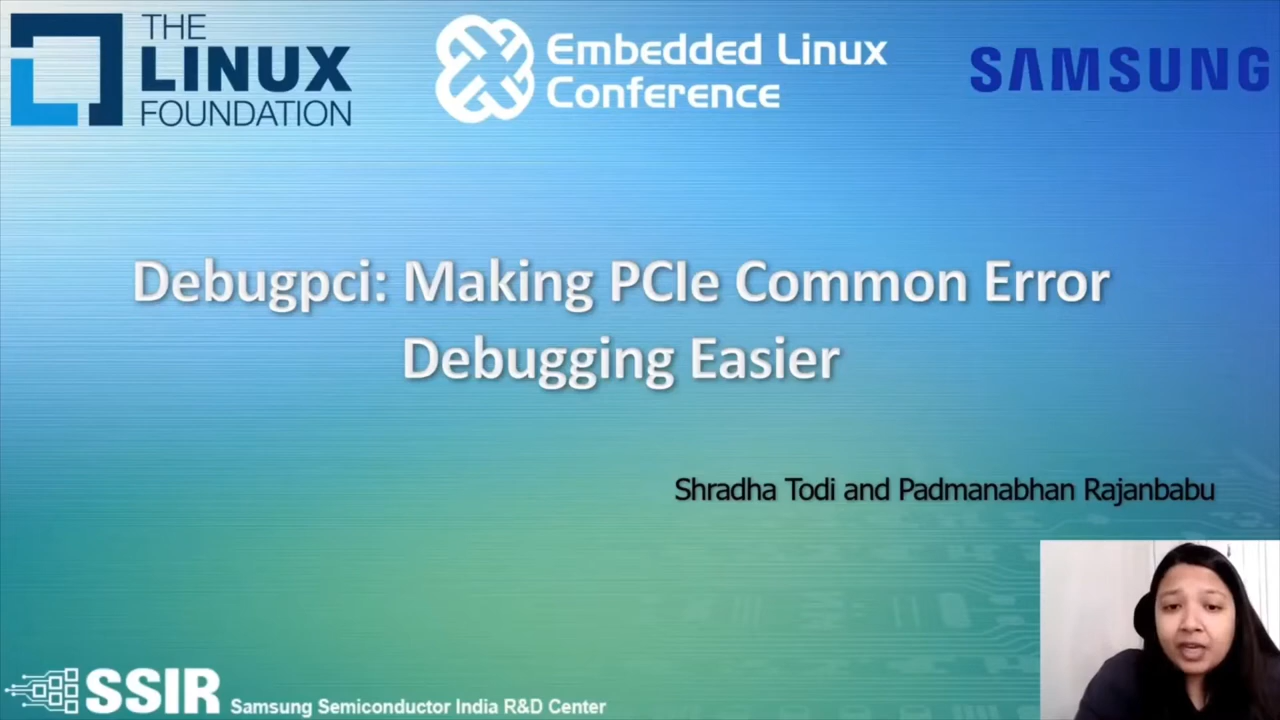 THE
LINUX
FOUNDATION
Embedded Linux
Conference
SAMSUNG
Debugpci: Making PCIe Common Error
Debugging Easier
Shradha Todi and Padmanabhan Rajanbabu
SSIR Samsung Semiconductor India R&D Center